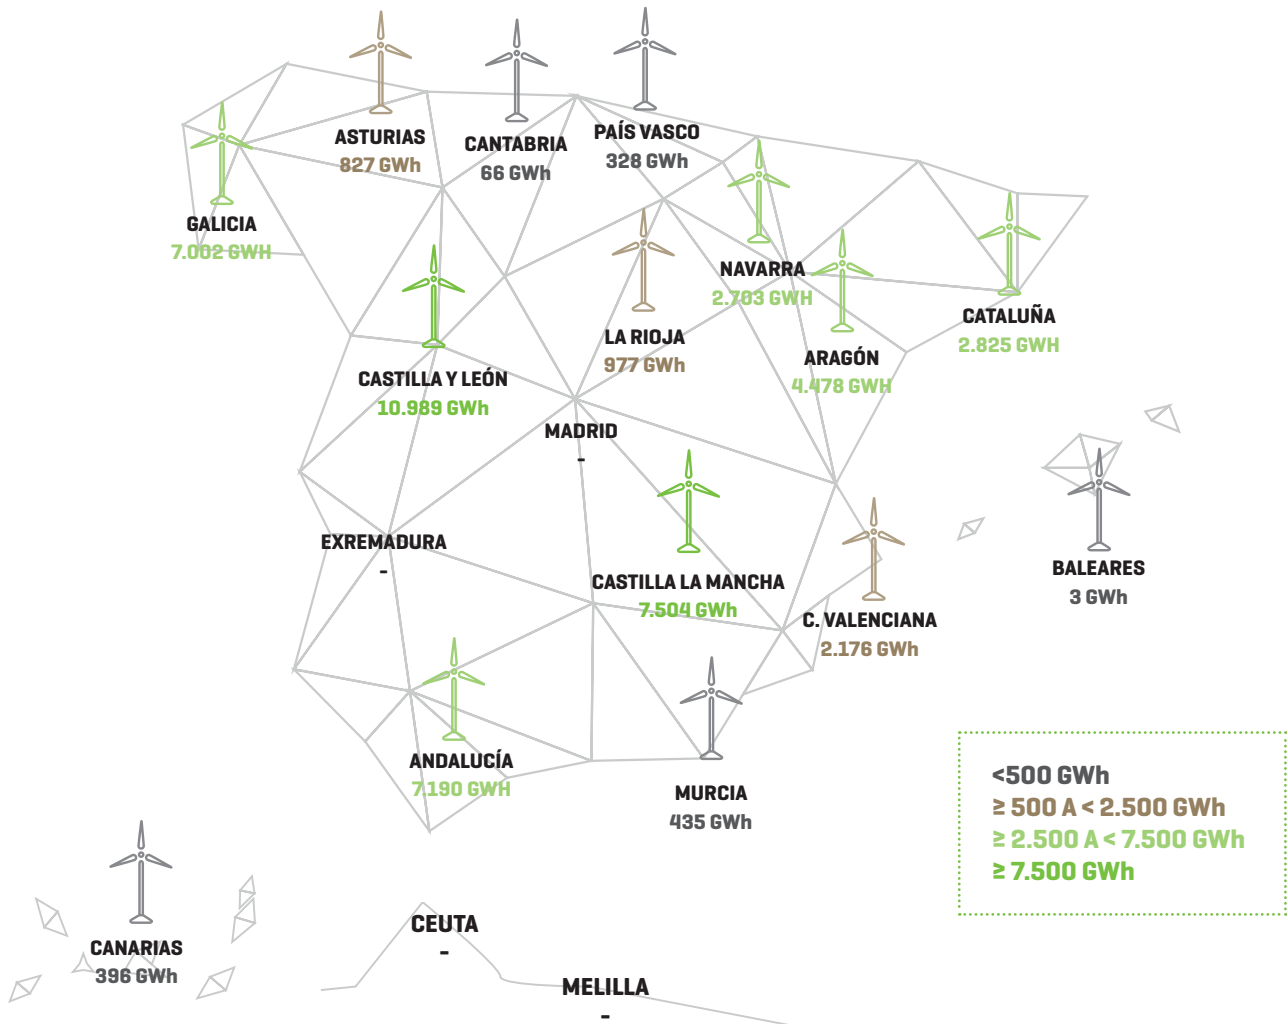 ASTURIAS
827 GWh
CANTABRIA
66 GWh
PAÍS VASCO
328 GWh
GALICIA
7.002 GWH
NAVARRA
2.703 GWH
CATALUÑA
2.825 GWH
LA RIOJA
977 GWh
ARAGÓN
4.478 GWH
CASTILLA Y LEÓN
10.989 GWh
MADRID
-
EXREMADURA
-
CASTILLA LA MANCHA
7.504 GWh
C. VALENCIANA
2.176 GWh
BALEARES
3 GWh
ANDALUCÍA
7.190 GWH
MURCIA
435 GWh
<500 GWh
≥ 500 A < 2.500 GWh
≥ 2.500 A < 7.500 GWh
≥ 7.500 GWh
CANARIAS
396 GWh
CEUTA
-
MELILLA
-